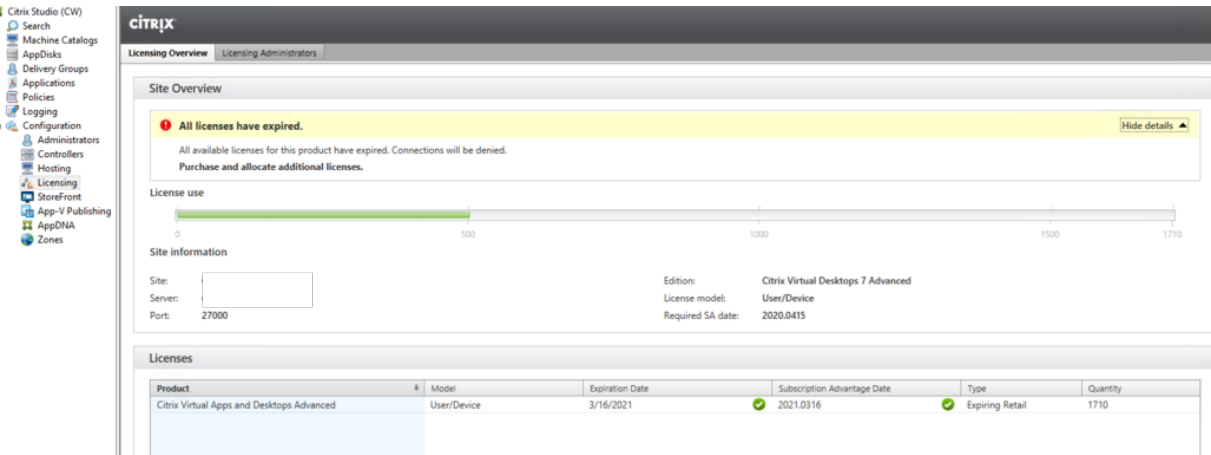 Citrix Studio (CW)
Search
Machine Catalogs
AppDisks
Delivery Groups
Applications
Policies
Logging
Configuration
Administrators
Controllers
Hosting
Licensing
StoreFront
App-V Publishing
AppDNA
Zones
CİTRIX
Licensing Overview Licensing Administrators
Site Overview
All licenses have expired. Hide details
All available licenses for this product have expired. Connections will be denied.
Purchase and allocate additional licenses.
License use
0 500 1000 1500 1710
Site information
Site: Edition: Citrix Virtual Desktops 7 Advanced
Server: License model: User/Device
Port: 27000 Required SA date: 2020.0415
Licenses
Product Model Expiration Date Subscription Advantage Date Type Quantity
Citrix Virtual Apps and Desktops Advanced User/Device 3/16/2021 2021.0316 Expiring Retail 1710